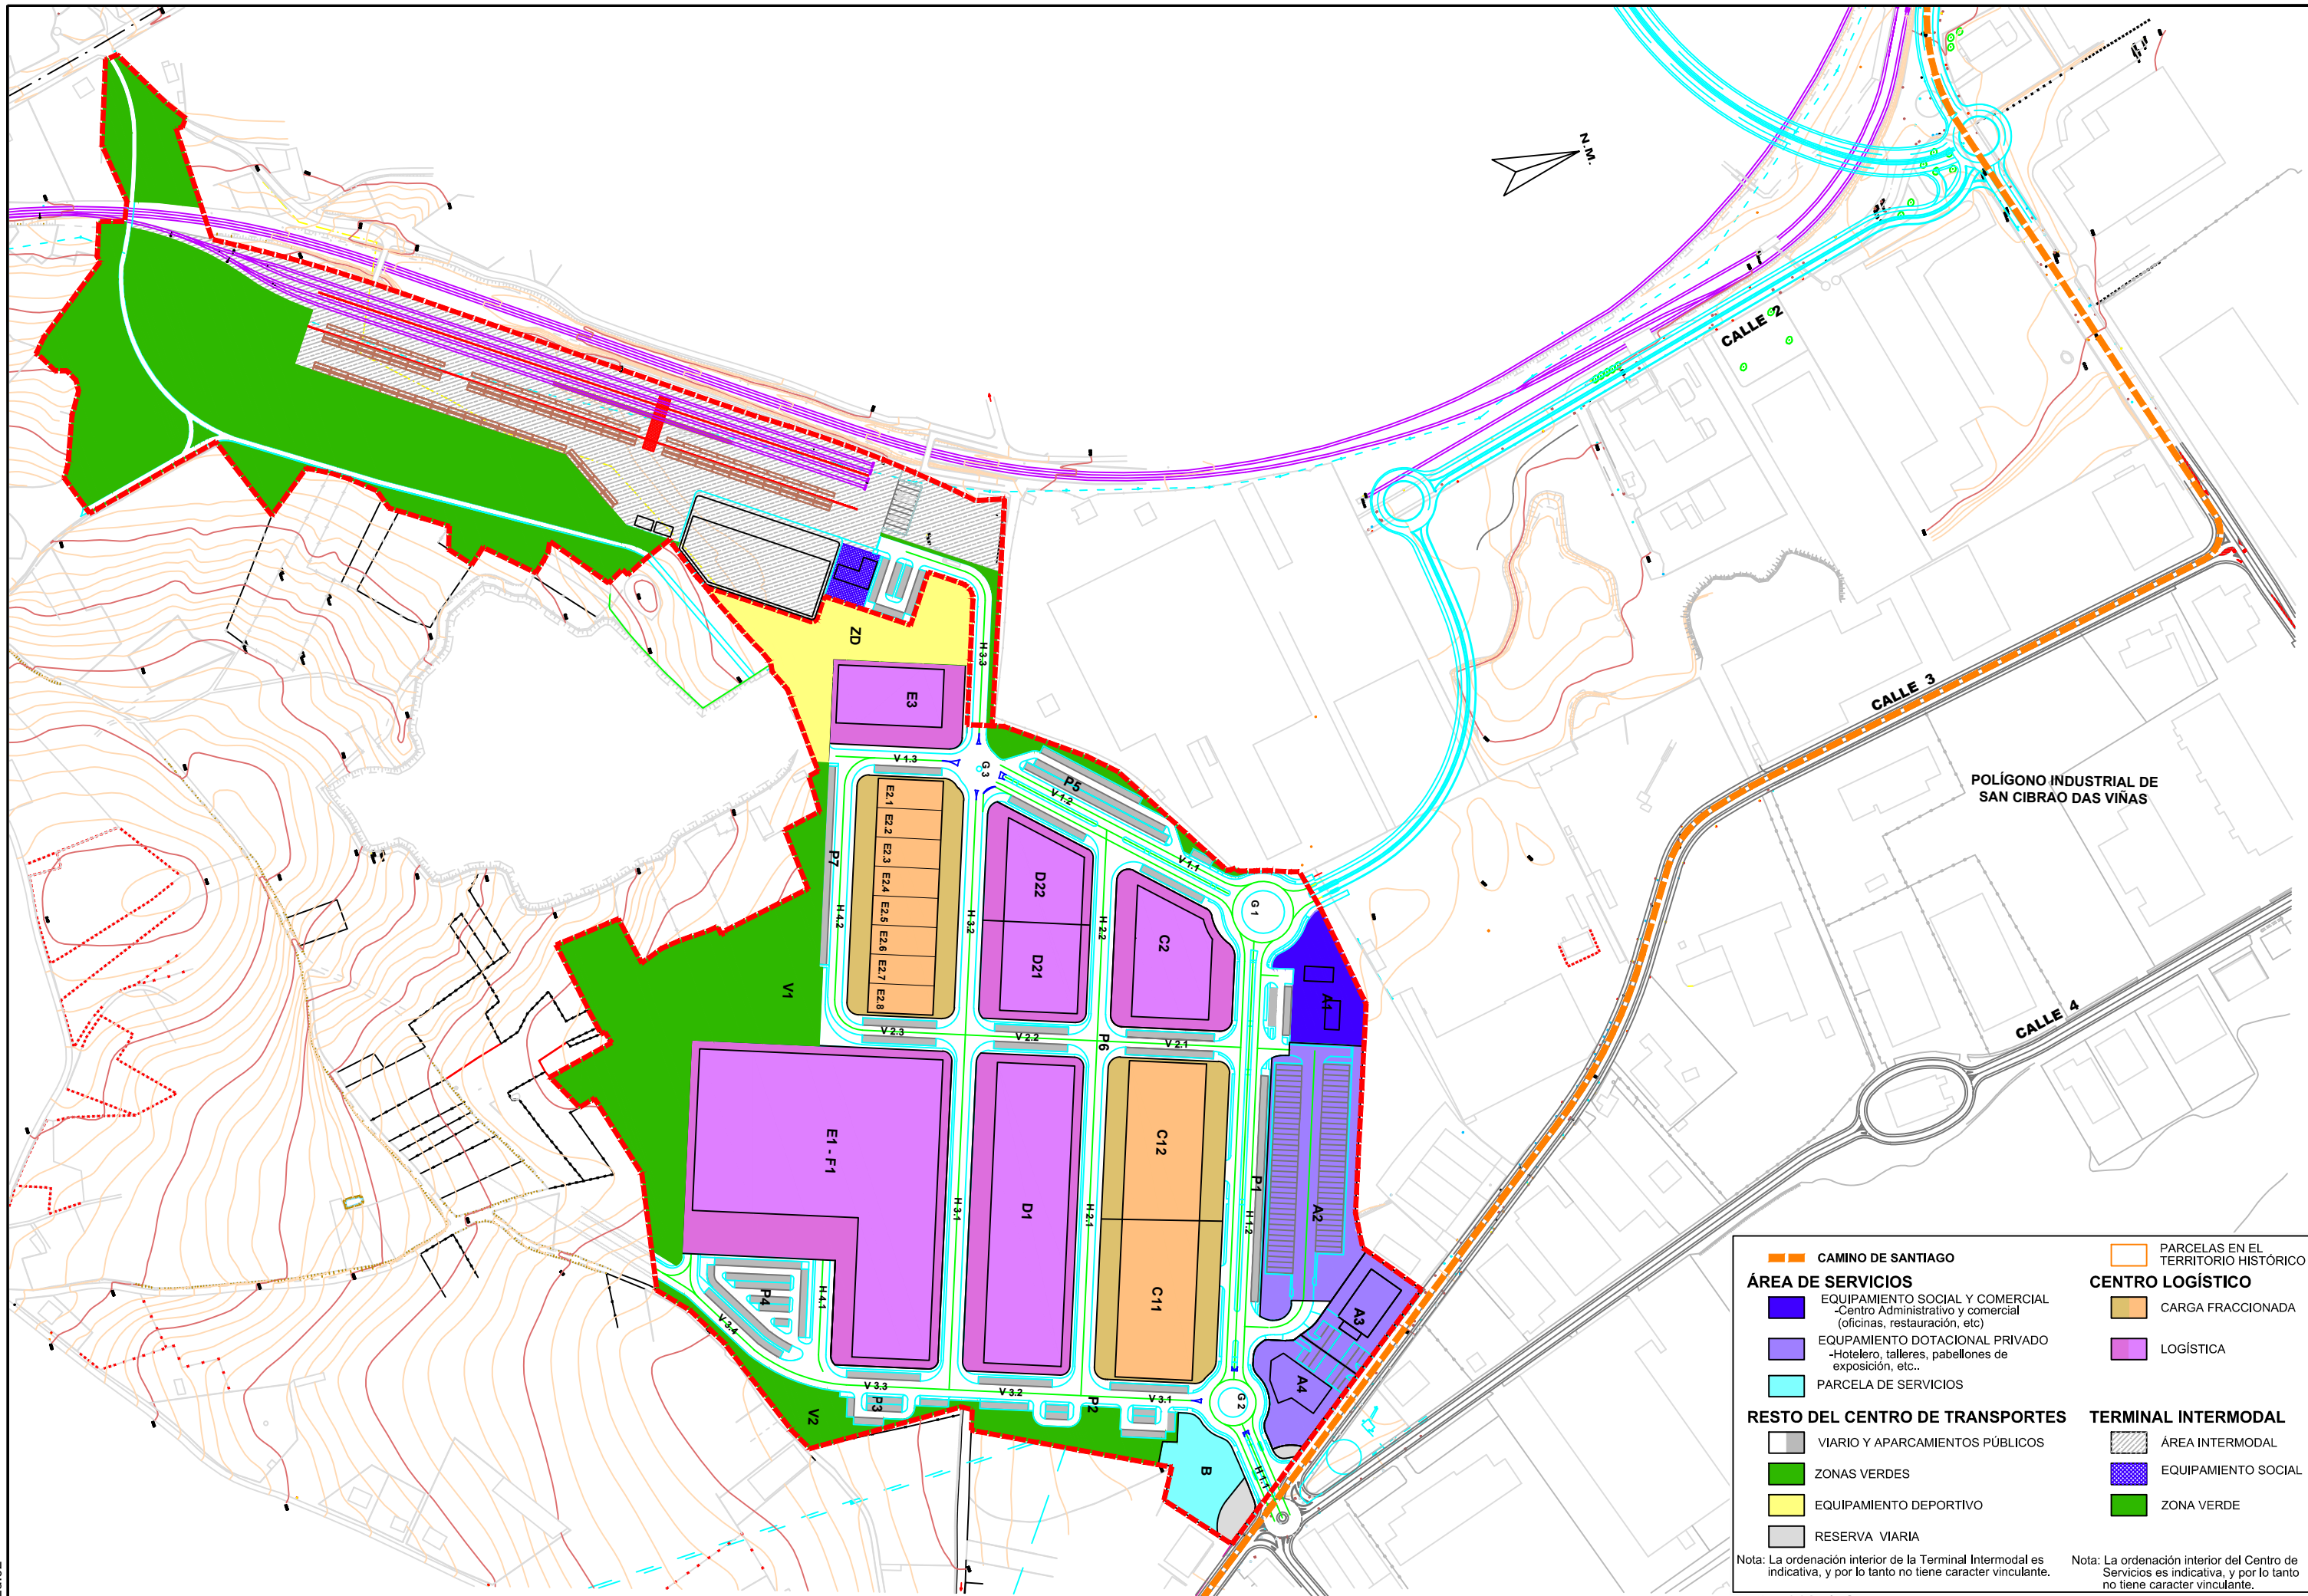 N.M.
CALLE 2
CALLE 3
POLÍGONO INDUSTRIAL DE
SAN CIBRAO DAS VIÑAS
CALLE 4
ZD
H 3.3
E3
V 1.3
G 3
P5
V 1.2
V 1.1
E2.1
E2.2
E2.3
E2.4
E2.5
E2.6
E2.7
E2.8
P7
H 4.2
H 3.2
D22
D21
H 2.2
C2
G 1
A1
V1
V 2.3
V 2.2
P6
V 2.1
E1 - F1
H 3.1
D1
H 2.1
C12
C11
P1
H 1.2
A2
A3
A4
P4
H 4.1
V 3.4
V 3.3
P3
V 3.2
P2
V 3.1
G 2
V2
B
H 1.1
CAMINO DE SANTIAGO
PARCELAS EN EL
TERRITORIO HISTÓRICO
ÁREA DE SERVICIOS
EQUIPAMIENTO SOCIAL Y COMERCIAL
-Centro Administrativo y comercial
(oficinas, restauración, etc)
EQUPAMIENTO DOTACIONAL PRIVADO
-Hotelero, talleres, pabellones de
exposición, etc..
PARCELA DE SERVICIOS
CENTRO LOGÍSTICO
CARGA FRACCIONADA
LOGÍSTICA
RESTO DEL CENTRO DE TRANSPORTES
VIARIO Y APARCAMIENTOS PÚBLICOS
ZONAS VERDES
EQUIPAMIENTO DEPORTIVO
RESERVA VIARIA
TERMINAL INTERMODAL
ÁREA INTERMODAL
EQUIPAMIENTO SOCIAL
ZONA VERDE
Nota: La ordenación interior de la Terminal Intermodal es
indicativa, y por lo tanto no tiene caracter vinculante.
Nota: La ordenación interior del Centro de
Servicios es indicativa, y por lo tanto
no tiene caracter vinculante.